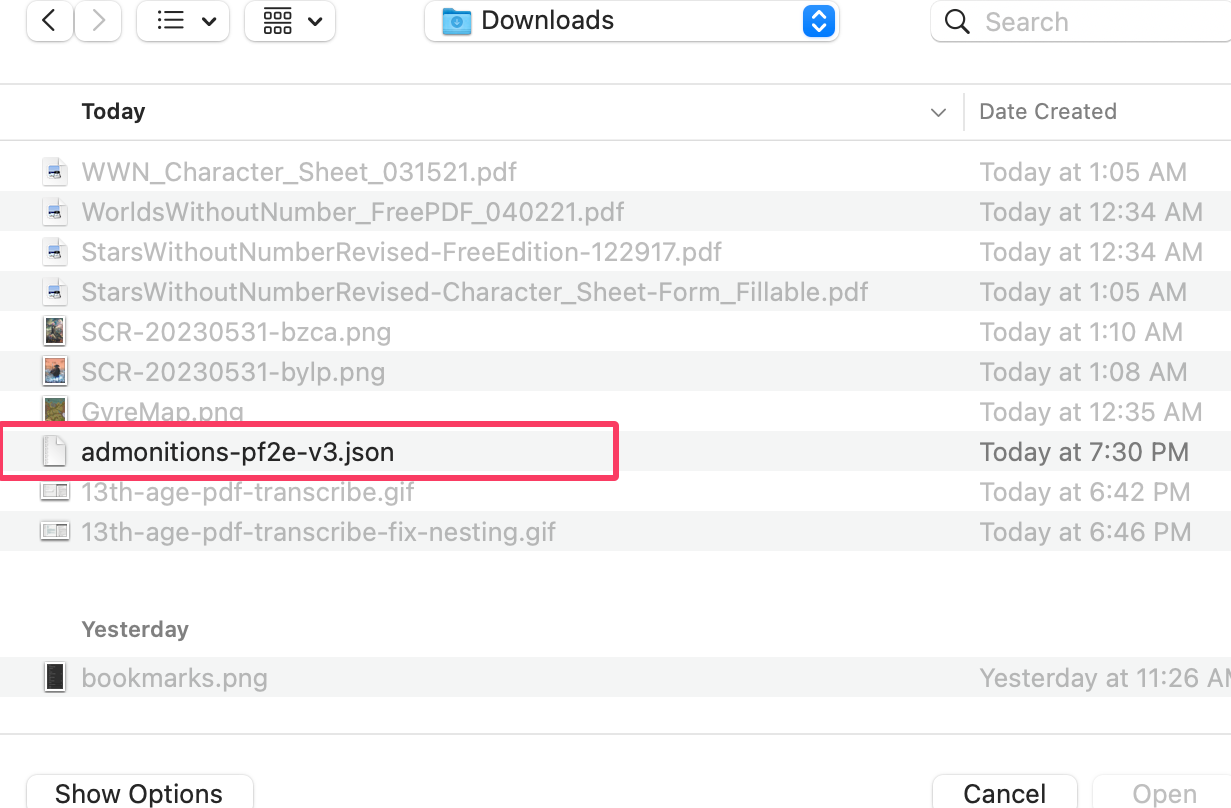 Downloads
Search
Today
Date Created
WWN_Character_Sheet_031521.pdf Today at 1:05 AM
WorldsWithoutNumber_FreePDF_040221.pdf Today at 12:34 AM
StarsWithoutNumberRevised-FreeEdition-122917.pdf Today at 12:34 AM
StarsWithoutNumberRevised-Character_Sheet-Form_Fillable.pdf Today at 1:05 AM
SCR-20230531-bzca.png Today at 1:10 AM
SCR-20230531-bylp.png Today at 1:08 AM
GyreMap.png Today at 12:35 AM
admonitions-pf2e-v3.json Today at 7:30 PM
13th-age-pdf-transcribe.gif Today at 6:42 PM
13th-age-pdf-transcribe-fix-nesting.gif Today at 6:46 PM
Yesterday
bookmarks.png Yesterday at 11:26 AM
Show Options
Cancel
Open